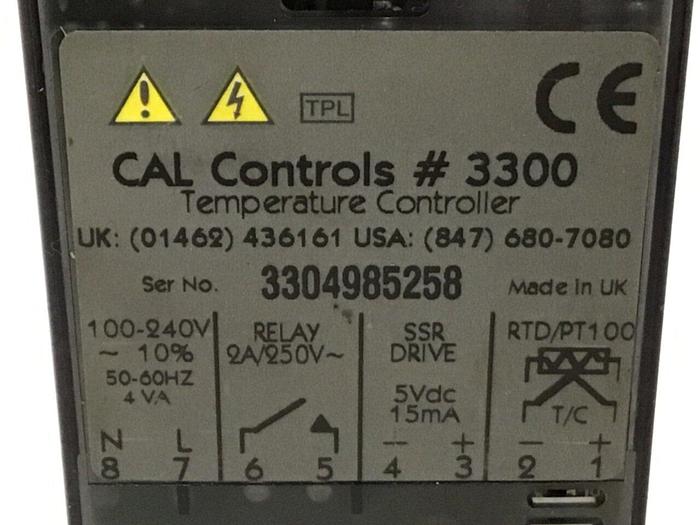 TPL
CE
CAL Controls # 3300
Temperature Controller
UK: (01462) 436161 USA: (847) 680-7080
Ser No. 3304985258 Made in UK
100-240V
~ 10%
50-60HZ
4 VA
N L
8 7
RELAY
2A/250V~
6 5
SSR
DRIVE
5Vdc
15mA
- +
4 3
RTD/PT100
T/C
- +
2 1